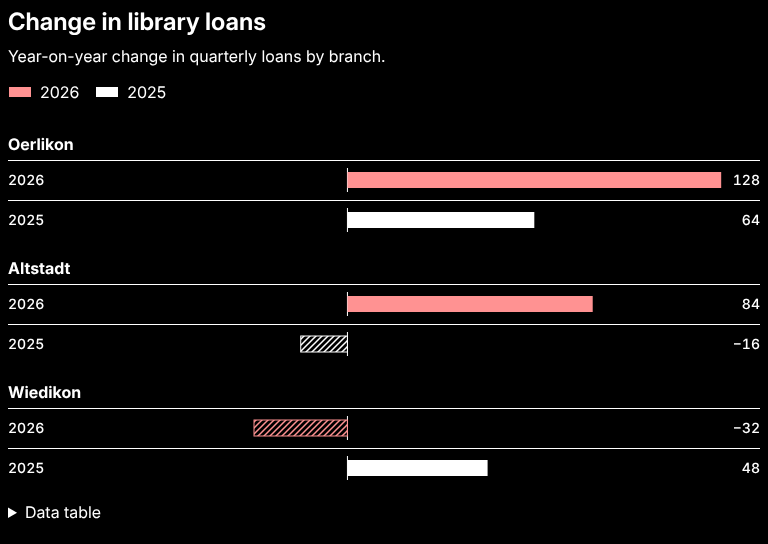 Change in library loans
Year-on-year change in quarterly loans by branch.
2026 2025
Oerlikon
2026 128
2025 64
Altstadt
2026 84
2025 −16
Wiedikon
2026 −32
2025 48
Data table